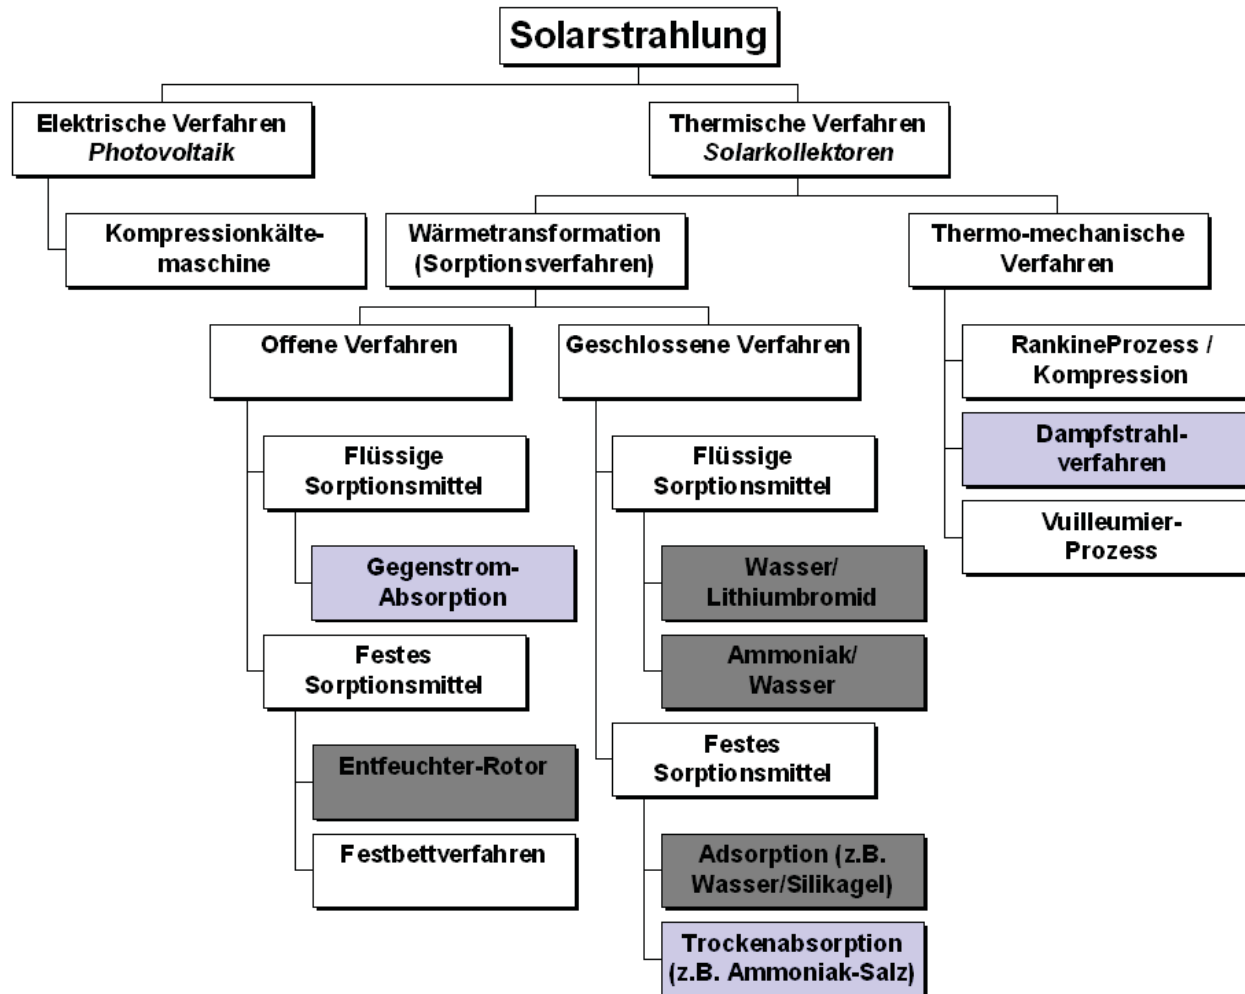 Solarstrahlung
Elektrische Verfahren
Photovoltaik
Thermische Verfahren
Solarkollektoren
Kompressionkälte-
maschine
Wärmetransformation
(Sorptionsverfahren)
Thermo-mechanische
Verfahren
Offene Verfahren
Geschlossene Verfahren
RankineProzess /
Kompression
Dampfstrahl-
verfahren
Vuilleumier-
Prozess
Flüssige
Sorptionsmittel
Gegenstrom-
Absorption
Festes
Sorptionsmittel
Entfeuchter-Rotor
Festbettverfahren
Flüssige
Sorptionsmittel
Wasser/
Lithiumbromid
Ammoniak/
Wasser
Festes
Sorptionsmittel
Adsorption (z.B.
Wasser/Silikagel)
Trockenabsorption
(z.B. Ammoniak-Salz)